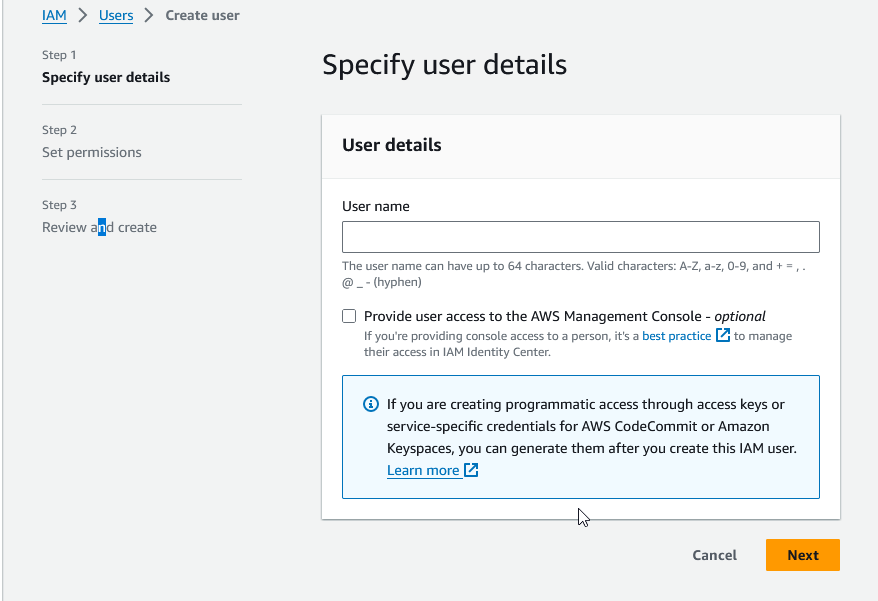 IAM > Users > Create user
Step 1
Specify user details
Step 2
Set permissions
Step 3
Review and create
Specify user details
User details
User name
The user name can have up to 64 characters. Valid characters: A-Z, a-z, 0-9, and + = , .
@ _ - (hyphen)
Provide user access to the AWS Management Console - optional
If you're providing console access to a person, it's a best practice to manage
their access in IAM Identity Center.
If you are creating programmatic access through access keys or
service-specific credentials for AWS CodeCommit or Amazon
Keyspaces, you can generate them after you create this IAM user.
Learn more
Cancel Next